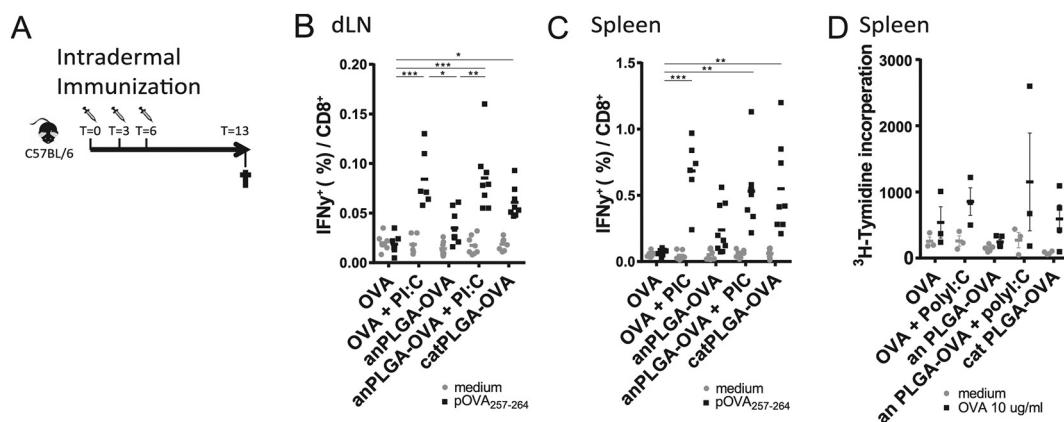 A
Intradermal
Immunization
T=0 T=3 T=6 T=13
C57BL/6
B dLN
*
***
*** * **
IFNy⁺ ( %) / CD8⁺
0.20
0.15
0.10
0.05
0.00
OVA
OVA + PI:C
anPLGA-OVA
anPLGA-OVA + PI:C
catPLGA-OVA
medium
pOVA₂₅₇₋₂₆₄
C Spleen
**
**
***
IFNy⁺ ( %) / CD8⁺
1.5
1.0
0.5
0.0
OVA
OVA + PIC
anPLGA-OVA
anPLGA-OVA + PIC
catPLGA-OVA
medium
pOVA₂₅₇₋₂₆₄
D Spleen
³H-Tymidine incorperation
3000
2000
1000
0
OVA
OVA + PolyI:C
an PLGA-OVA
an PLGA-OVA + polyI:C
cat PLGA-OVA
medium
OVA 10 ug/ml